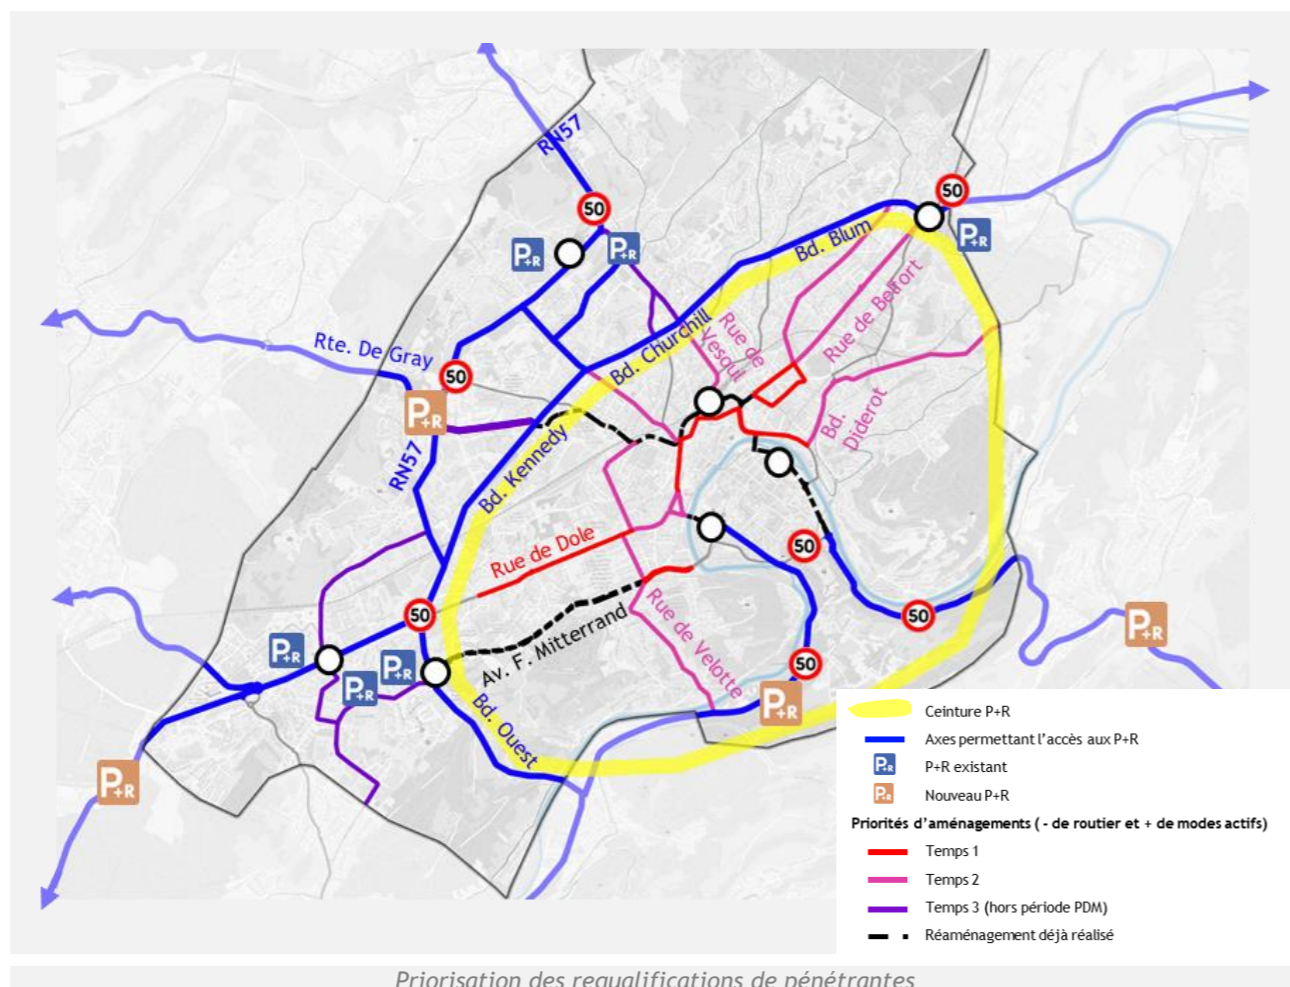 RN57
50
50
P+R
P+R
P+R
Bd. Blum
Rte. De Gray
50
Bd. Churchill
Rue de
Vesoul
Rue de Belfort
P+R
Bd.
Diderot
RN57
Bd. Kennedy
Rue de Dole
50
50
50
Rue de Velotte
Av. F. Mitterrand
P+R
P+R
P+R
P+R
50
P+R
Bd. Ouest
P+R
Ceinture P+R
Axes permettant l'accès aux P+R
P+R P+R existant
P+R Nouveau P+R
Priorités d'aménagements ( - de routier et + de modes actifs)
Temps 1
Temps 2
Temps 3 (hors période PDM)
Réaménagement déjà réalisé
Priorisation des requalifications de pénétrantes